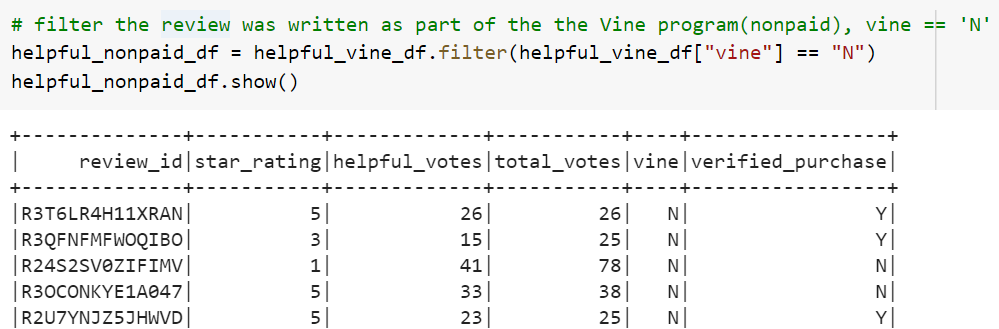 # filter the review was written as part of the the Vine program(nonpaid), vine == 'N'
helpful_nonpaid_df = helpful_vine_df.filter(helpful_vine_df["vine"] == "N")
helpful_nonpaid_df.show()
+--------------+-----------+-------------+-----------+----+-----------------+
|     review_id|star_rating|helpful_votes|total_votes|vine|verified_purchase|
+--------------+-----------+-------------+-----------+----+-----------------+
|R3T6LR4H11XRAN|          5|           26|         26|   N|                Y|
|R3QFNFMFWOQIBO|          3|           15|         25|   N|                Y|
|R24S2SV0ZIFIMV|          1|           41|         78|   N|                N|
|R3OCONKYE1A047|          5|           33|         38|   N|                N|
|R2U7YNJZ5JHWVD|          5|           23|         25|   N|                Y|